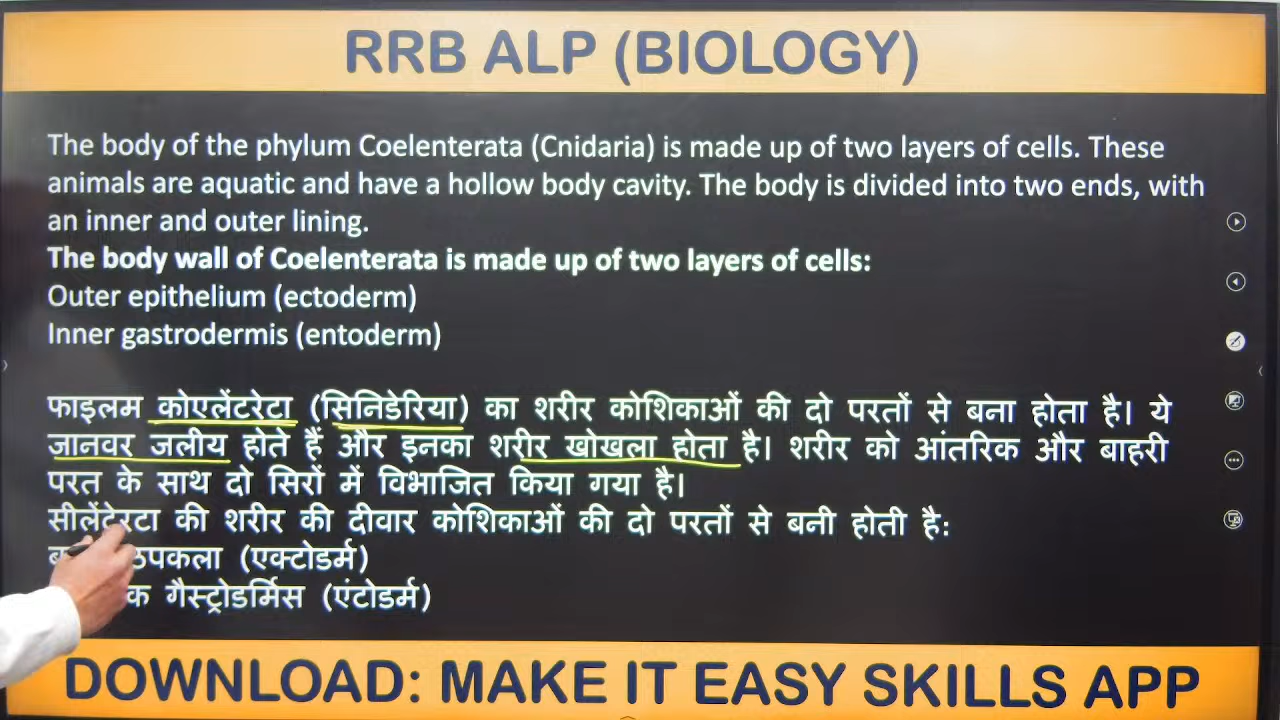 RRB ALP (BIOLOGY)
The body of the phylum Coelenterata (Cnidaria) is made up of two layers of cells. These
animals are aquatic and have a hollow body cavity. The body is divided into two ends, with
an inner and outer lining.
The body wall of Coelenterata is made up of two layers of cells:
Outer epithelium (ectoderm)
Inner gastrodermis (entoderm)
फाइलम कोएलेंटरेटा (सिनिडेरिया) का शरीर कोशिकाओं की दो परतों से बना होता है। ये
जानवर जलीय होते हैं और इनका शरीर खोखला होता है। शरीर को आंतरिक और बाहरी
परत के साथ दो सिरों में विभाजित किया गया है।
सीलेंटेरटा की शरीर की दीवार कोशिकाओं की दो परतों से बनी होती है:
(एक्टोडर्म)
गैस्ट्रोडर्मिस (एंटोडर्म)
DOWNLOAD: MAKE IT EASY SKILLS APP